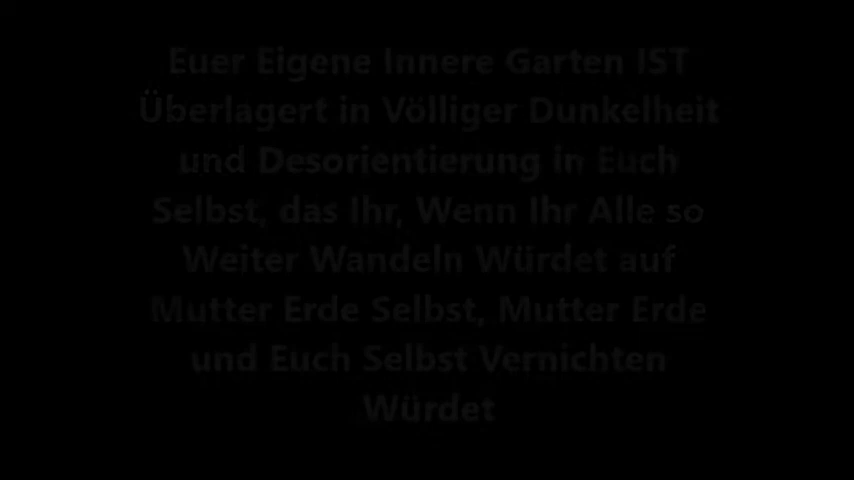 Euer Eigene Innere Garten IST
Überlagert in Völliger Dunkelheit
und Desorientierung in Euch
Selbst, das Ihr, Wenn Ihr Alle so
Weiter Wandeln Würdet auf
Mutter Erde Selbst, Mutter Erde
und Euch Selbst Vernichten
Würdet